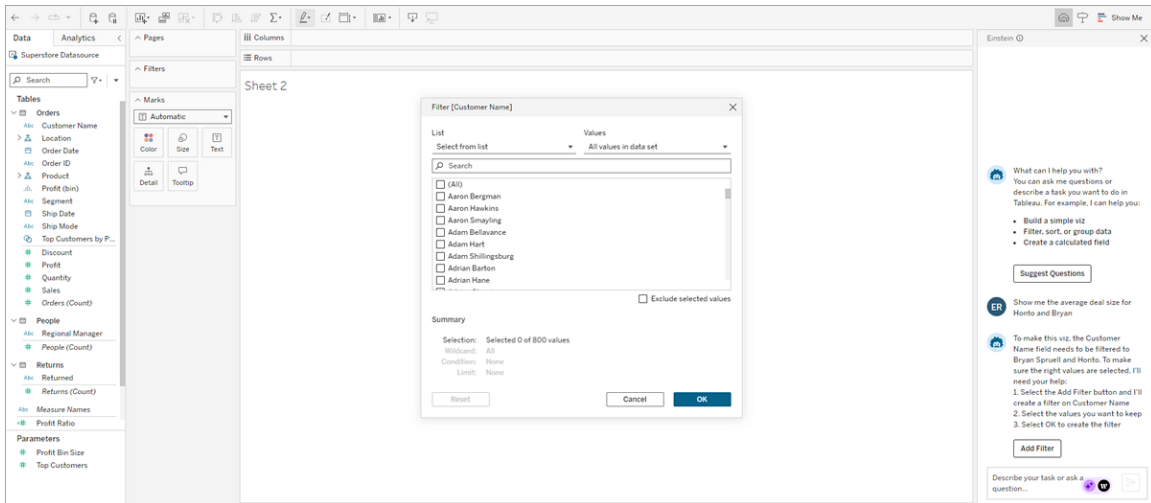 Show Me
Data
Analytics
Superstore Datasource
Search
Tables
Orders
Abc Customer Name
Location
Order Date
Abc Order ID
Product
Profit (bin)
Abc Segment
Ship Date
Abc Ship Mode
Top Customers by P...
# Discount
# Profit
# Quantity
# Sales
# Orders (Count)
People
Abc Regional Manager
# People (Count)
Returns
Abc Returned
# Returns (Count)
Abc Measure Names
=# Profit Ratio
Parameters
# Profit Bin Size
# Top Customers
Pages
Filters
Marks
Automatic
Color
Size
Text
Detail
Tooltip
Columns
Rows
Sheet 2
Filter [Customer Name]
List
Values
Select from list
All values in data set
Search
(All)
Aaron Bergman
Aaron Hawkins
Aaron Smayling
Adam Bellavance
Adam Hart
Adam Shillingsburg
Adrian Barton
Adrian Hane
Exclude selected values
Summary
Selection: Selected 0 of 800 values
Wildcard: All
Condition: None
Limit: None
Reset
Cancel
OK
Einstein
What can I help you with?
You can ask me questions or
describe a task you want to do in
Tableau. For example, I can help you:
• Build a simple viz
• Filter, sort, or group data
• Create a calculated field
Suggest Questions
ER
Show me the average deal size for
Honto and Bryan
To make this viz, the Customer
Name field needs to be filtered to
Bryan Spruell and Honto. To make
sure the right values are selected, I'll
need your help:
1. Select the Add Filter button and I'll
create a filter on Customer Name
2. Select the values you want to keep
3. Select OK to create the filter
Add Filter
Describe your task or ask a
question...